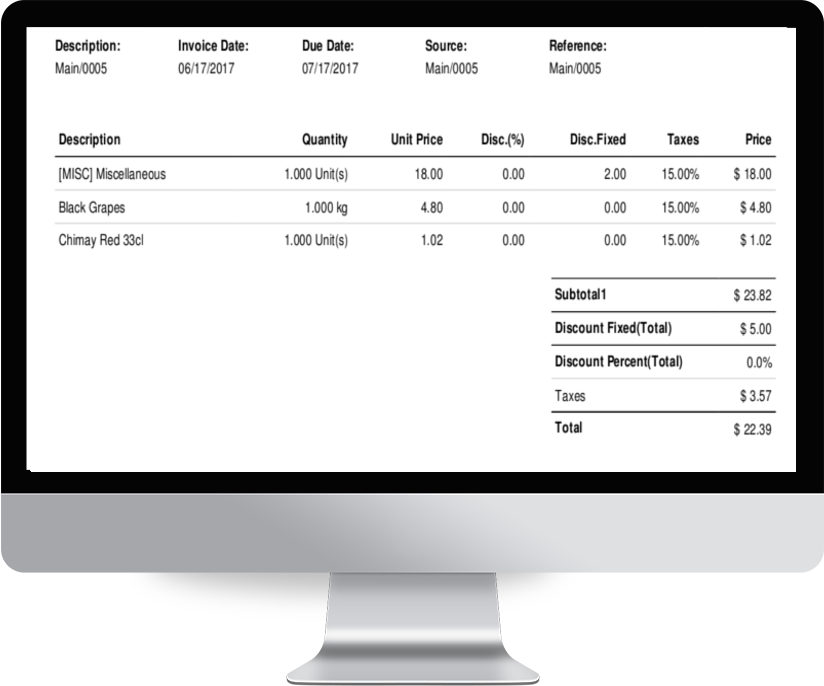 Description: Invoice Date: Due Date: Source: Reference:
Main/0005 06/17/2017 07/17/2017 Main/0005 Main/0005
Description Quantity Unit Price Disc.(%) Disc.Fixed Taxes Price
[MISC] Miscellaneous 1.000 Unit(s) 18.00 0.00 2.00 15.00% $ 18.00
Black Grapes 1.000 kg 4.80 0.00 0.00 15.00% $ 4.80
Chimay Red 33cl 1.000 Unit(s) 1.02 0.00 0.00 15.00% $ 1.02
Subtotal1 $ 23.82
Discount Fixed(Total) $ 5.00
Discount Percent(Total) 0.0%
Taxes $ 3.57
Total $ 22.39